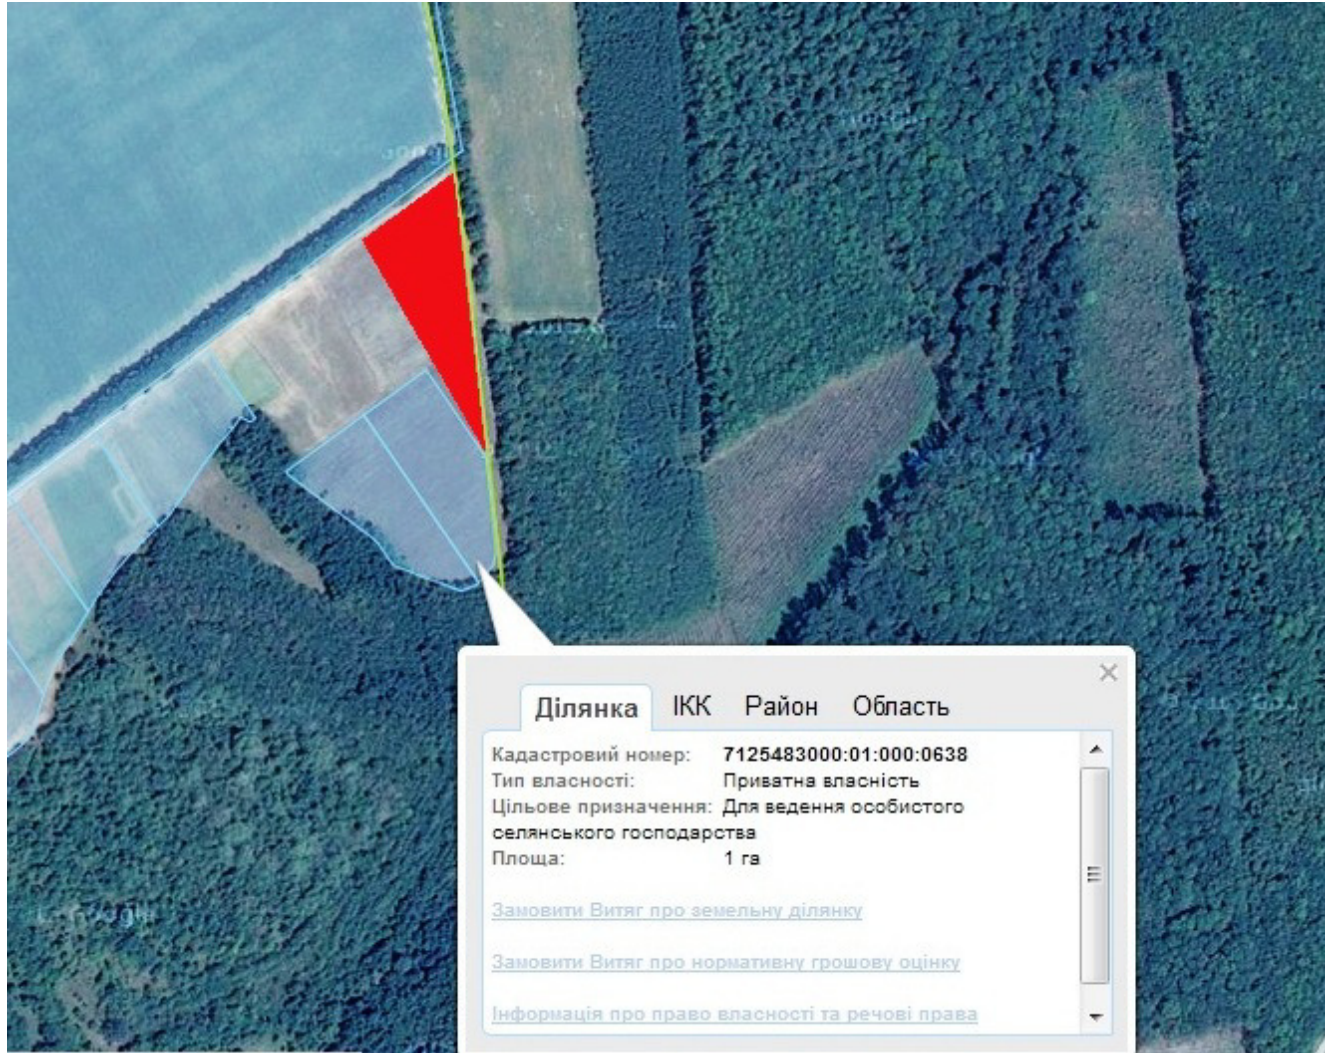 Ділянка ІКК Район Область
Кадастровий номер: 7125483000:01:000:0638
Тип власності: Приватна власність
Цільове призначення: Для ведення особистого
селянського господарства
Площа: 1 га
Замовити Витяг про земельну ділянку
Замовити Витяг про нормативну грошову оцінку
Інформація про право власності та речові права